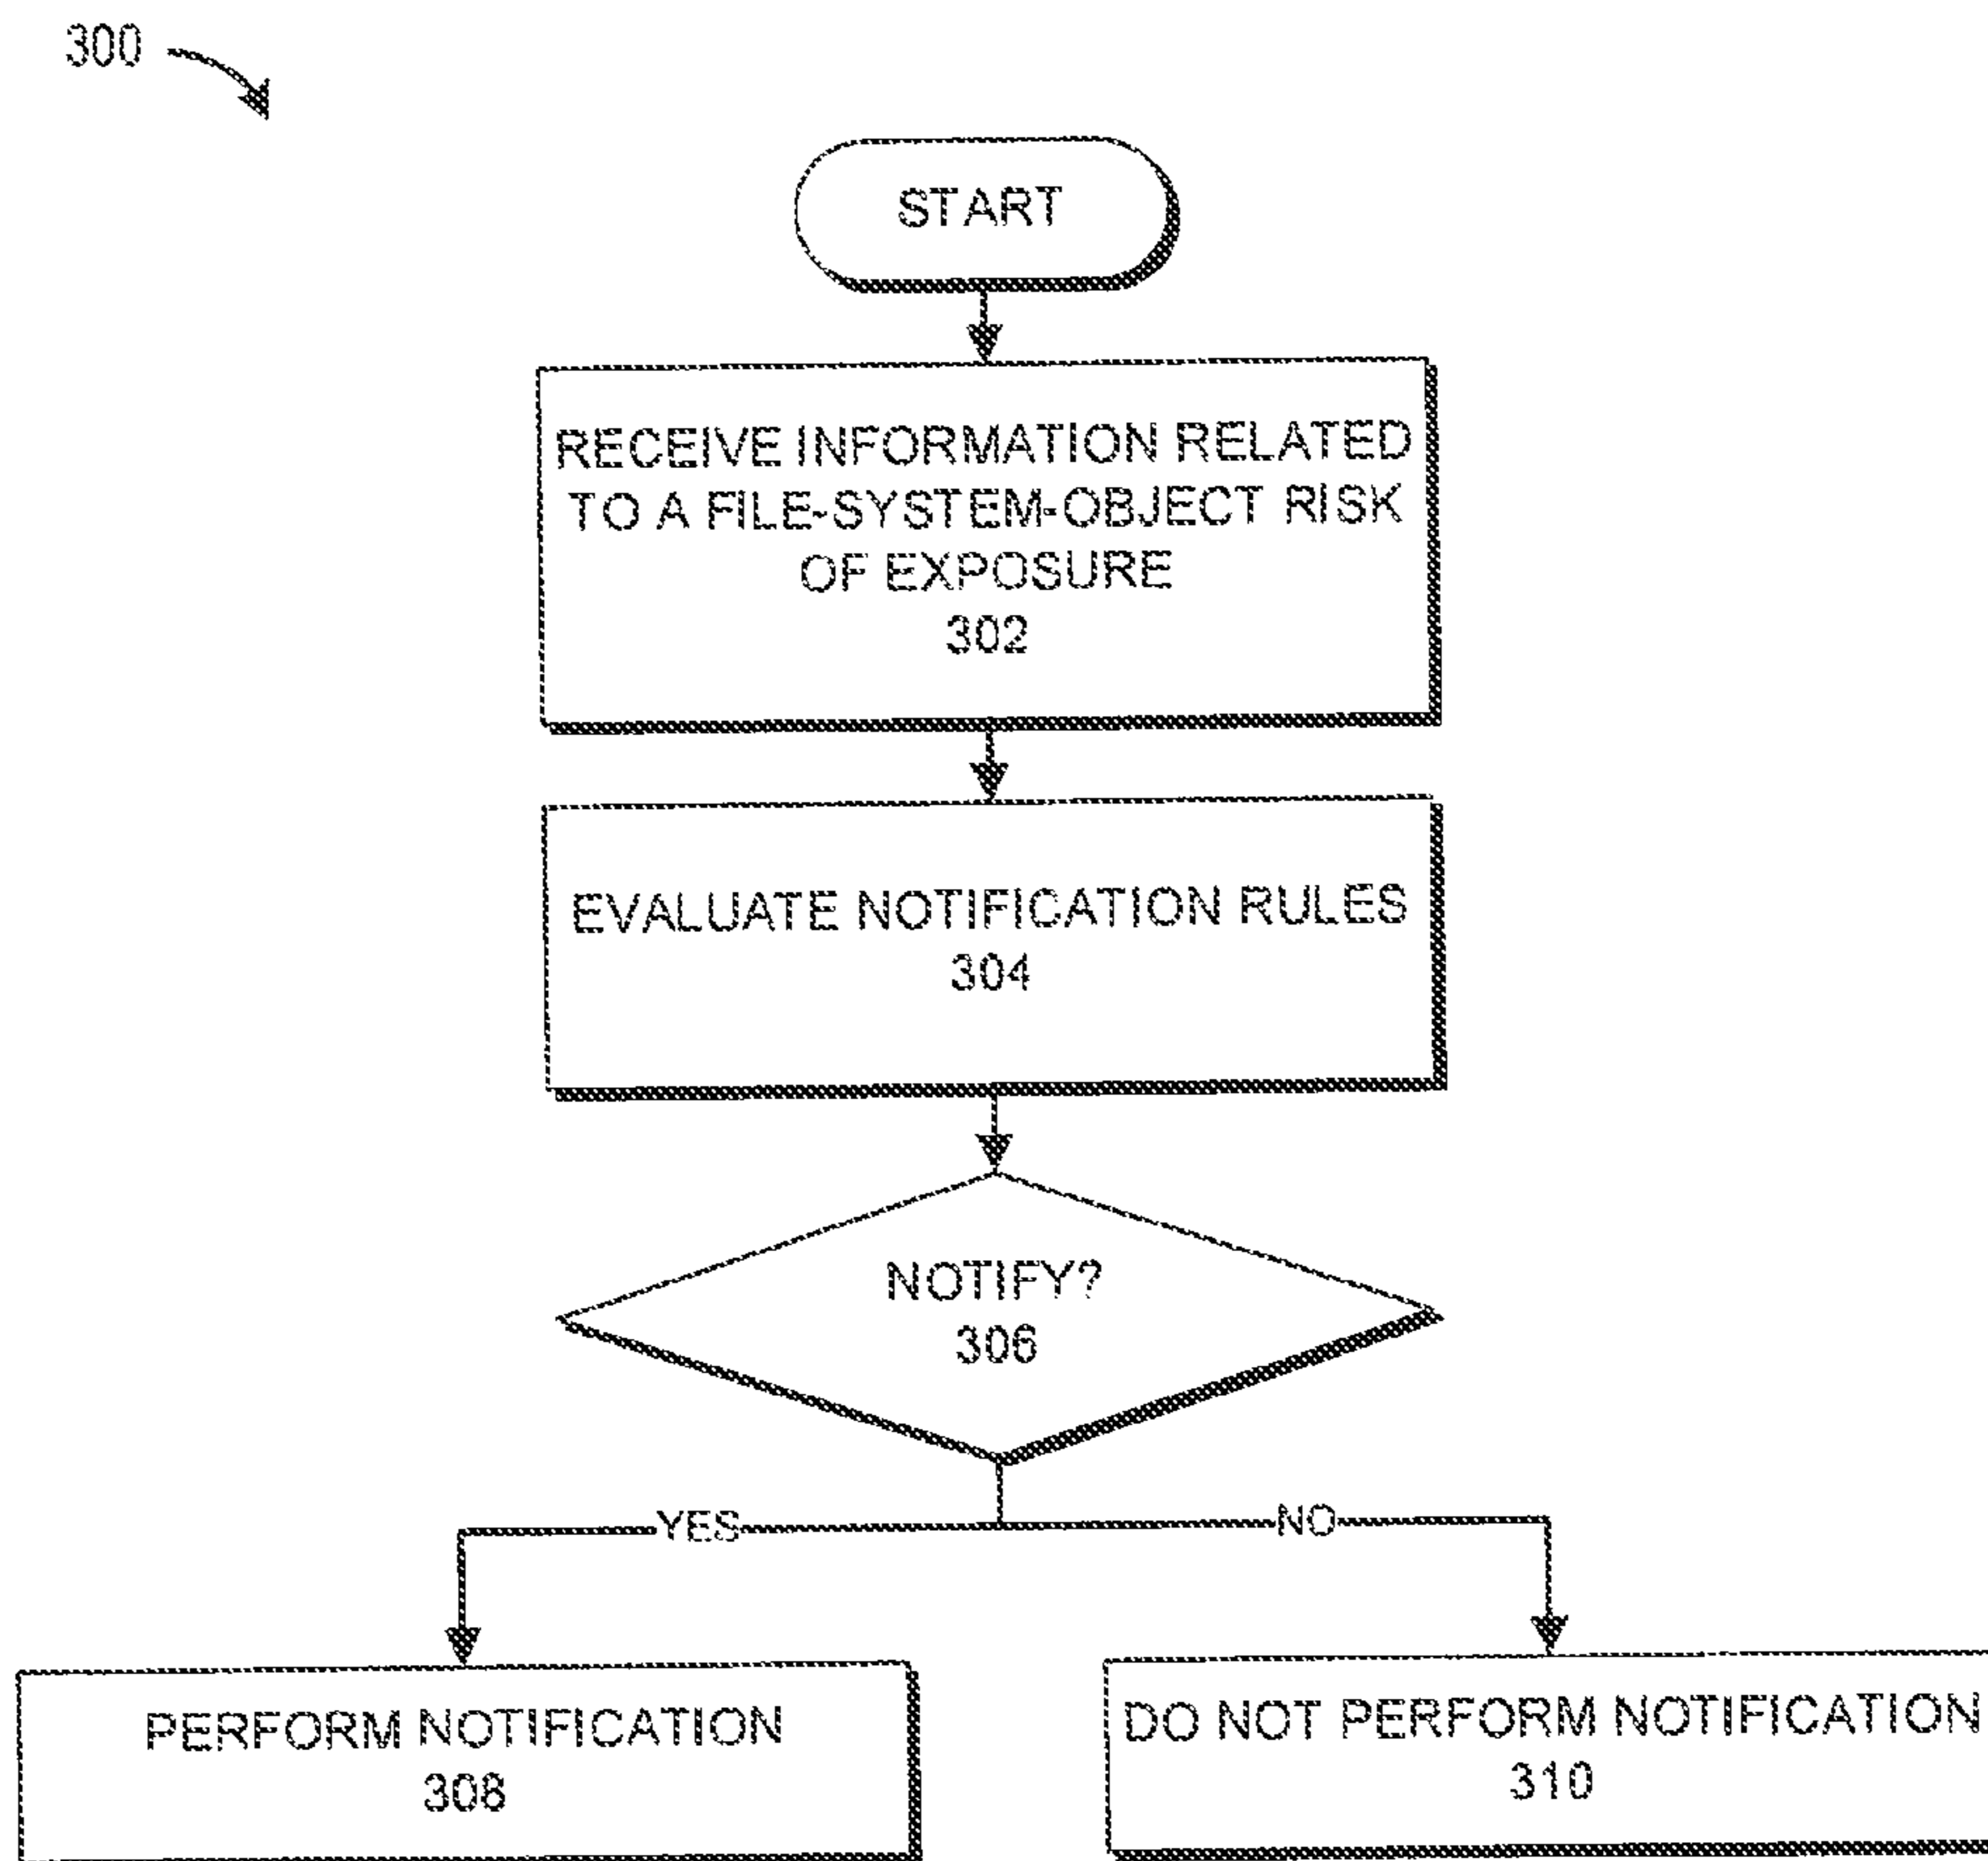 300
START
RECEIVE INFORMATION RELATED
TO A FILE-SYSTEM-OBJECT RISK
OF EXPOSURE
302
EVALUATE NOTIFICATION RULES
304
NOTIFY?
306
YES
NO
PERFORM NOTIFICATION
308
DO NOT PERFORM NOTIFICATION
310